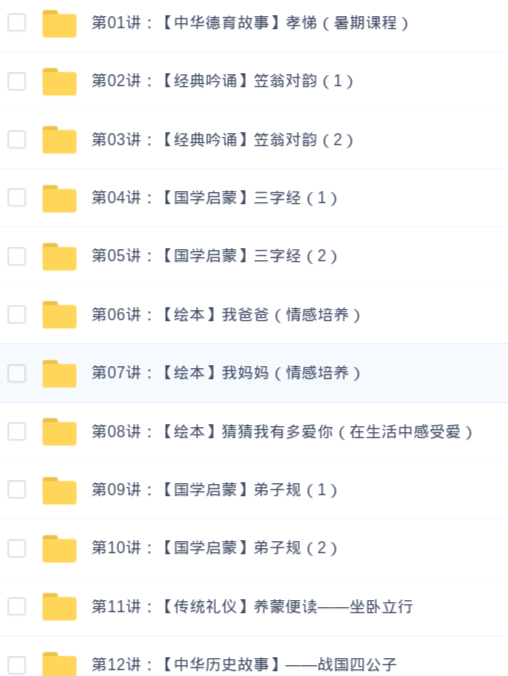 第01讲：【中华德育故事】孝悌（暑期课程）
第02讲：【经典吟诵】笠翁对韵（1）
第03讲：【经典吟诵】笠翁对韵（2）
第04讲：【国学启蒙】三字经（1）
第05讲：【国学启蒙】三字经（2）
第06讲：【绘本】我爸爸（情感培养）
第07讲：【绘本】我妈妈（情感培养）
第08讲：【绘本】猜猜我有多爱你（在生活中感受爱）
第09讲：【国学启蒙】弟子规（1）
第10讲：【国学启蒙】弟子规（2）
第11讲：【传统礼仪】养蒙便读——坐卧立行
第12讲：【中华历史故事】——战国四公子